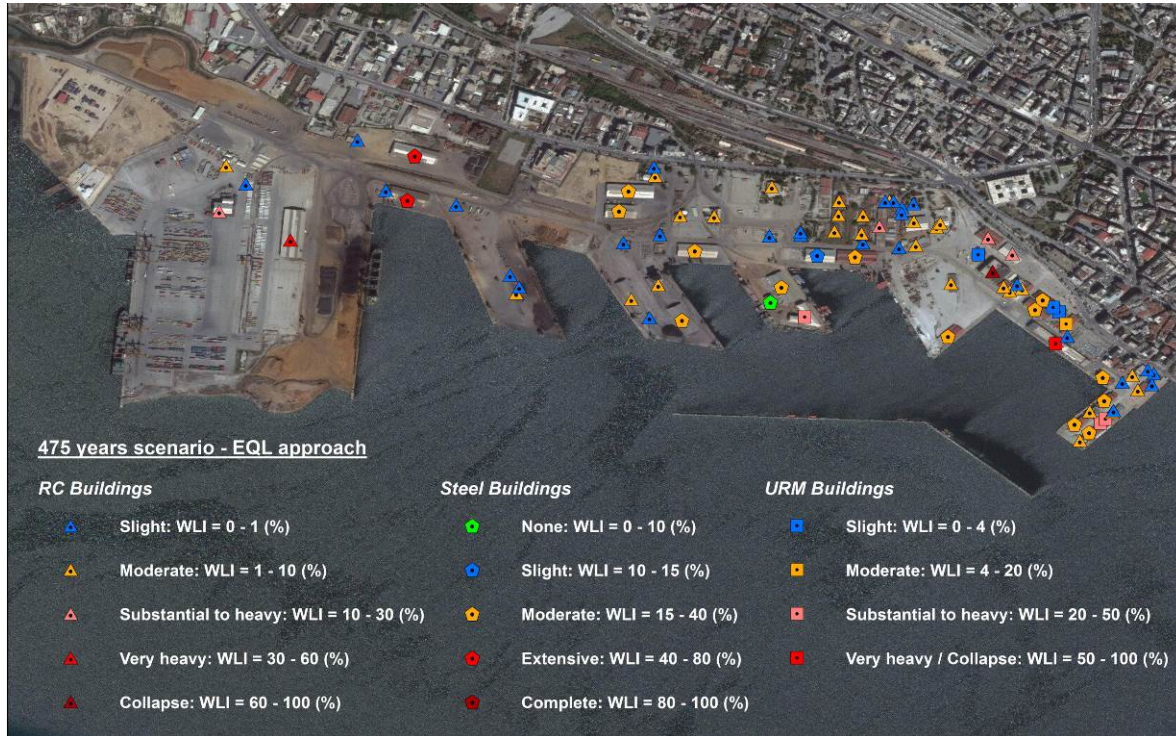 475 years scenario - EQL approach
RC Buildings
Slight: WLI = 0 - 1 (%)
Moderate: WLI = 1 - 10 (%)
Substantial to heavy: WLI = 10 - 30 (%)
Very heavy: WLI = 30 - 60 (%)
Collapse: WLI = 60 - 100 (%)
Steel Buildings
None: WLI = 0 - 10 (%)
Slight: WLI = 10 - 15 (%)
Moderate: WLI = 15 - 40 (%)
Extensive: WLI = 40 - 80 (%)
Complete: WLI = 80 - 100 (%)
URM Buildings
Slight: WLI = 0 - 4 (%)
Moderate: WLI = 4 - 20 (%)
Substantial to heavy: WLI = 20 - 50 (%)
Very heavy / Collapse: WLI = 50 - 100 (%)